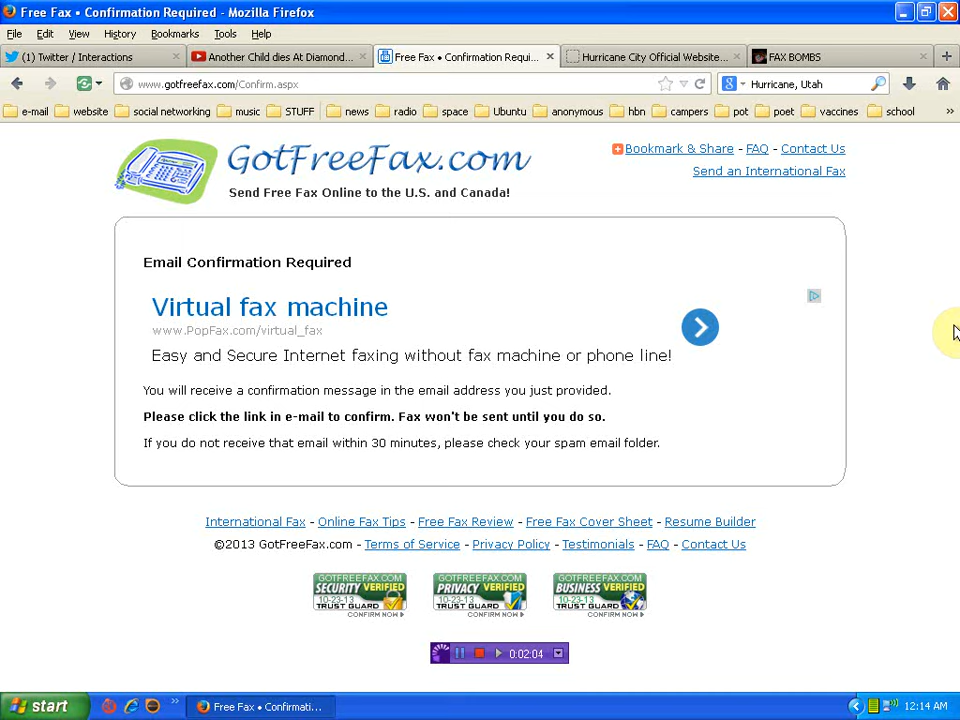 Free Fax • Confirmation Required - Mozilla Firefox
File Edit View History Bookmarks Tools Help
(1) Twitter / Interactions
Another Child dies At Diamond...
Free Fax • Confirmation Requi...
Hurricane City Official Website...
FAX BOMBS
www.gotfreefax.com/Confirm.aspx
Hurricane, Utah
e-mail website social networking music STUFF news radio space Ubuntu anonymous hbn campers pot poet vaccines school »
GotFreeFax.com
Send Free Fax Online to the U.S. and Canada!
Bookmark & Share - FAQ - Contact Us
Send an International Fax
Email Confirmation Required
Virtual fax machine
www.PopFax.com/virtual_fax
Easy and Secure Internet faxing without fax machine or phone line!
You will receive a confirmation message in the email address you just provided.
Please click the link in e-mail to confirm. Fax won't be sent until you do so.
If you do not receive that email within 30 minutes, please check your spam email folder.
International Fax - Online Fax Tips - Free Fax Review - Free Fax Cover Sheet - Resume Builder
©2013 GotFreeFax.com - Terms of Service - Privacy Policy - Testimonials - FAQ - Contact Us
GOTFREEFAX.COM
SECURITY VERIFIED
10-23-13
TRUST GUARD
CONFIRM NOW
GOTFREEFAX.COM
PRIVACY VERIFIED
10-23-13
TRUST GUARD
CONFIRM NOW
GOTFREEFAX.COM
BUSINESS VERIFIED
10-23-13
TRUST GUARD
CONFIRM NOW
0:02:04
start
Free Fax • Confirmati...
12:14 AM